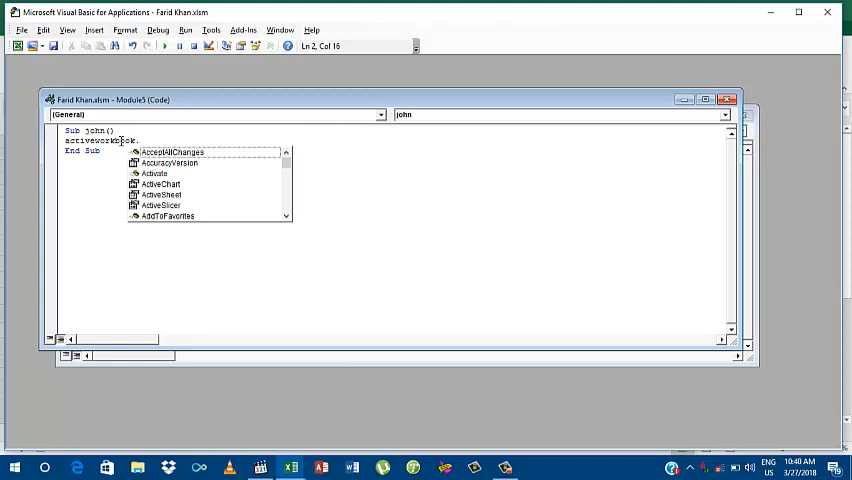 Microsoft Visual Basic for Applications - Farid Khan.xlsm
File Edit View Insert Format Debug Run Tools Add-Ins Window Help
Ln 2, Col 16
Farid Khan.xlsm - Module5 (Code)
(General) john
Sub john()
activeworkbook.
End Sub
AcceptAllChanges
AccuracyVersion
Activate
ActiveChart
ActiveSheet
ActiveSlicer
AddToFavorites
ENG 10:40 AM
US 3/27/2018 19